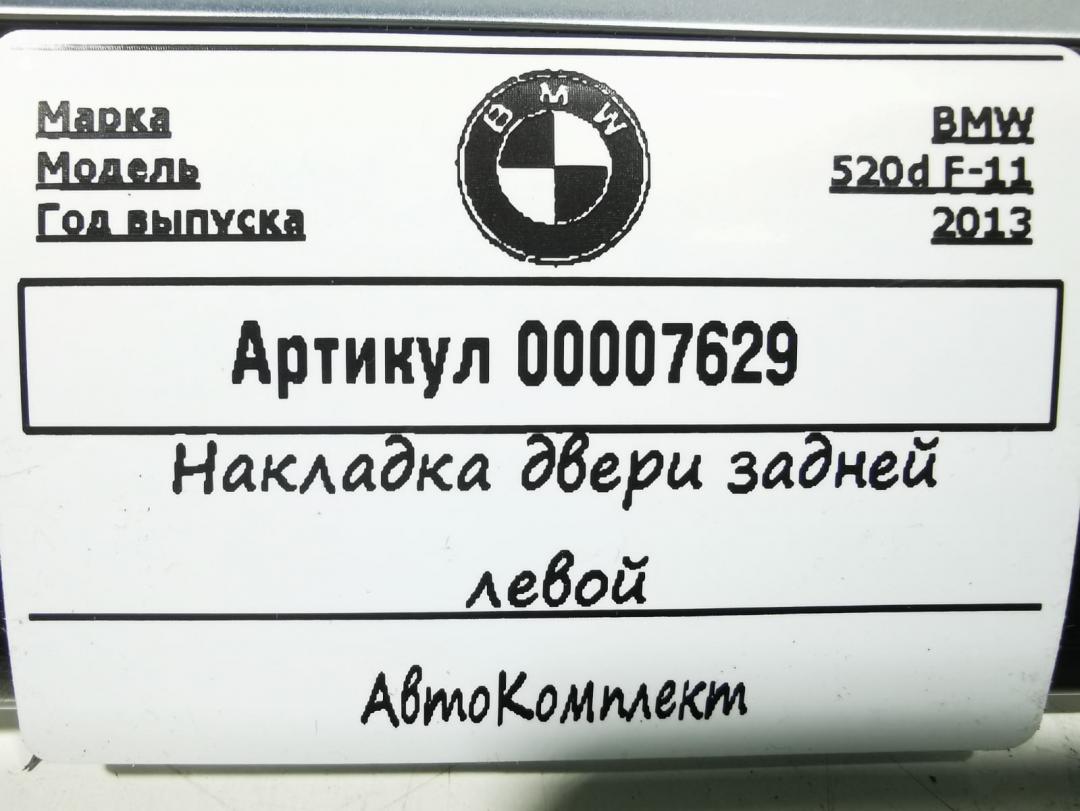 Марка BMW BMW
Модель 520d F-11
Год выпуска 2013
Артикул 00007629
Накладка двери задней
левой
АвтоКомплект